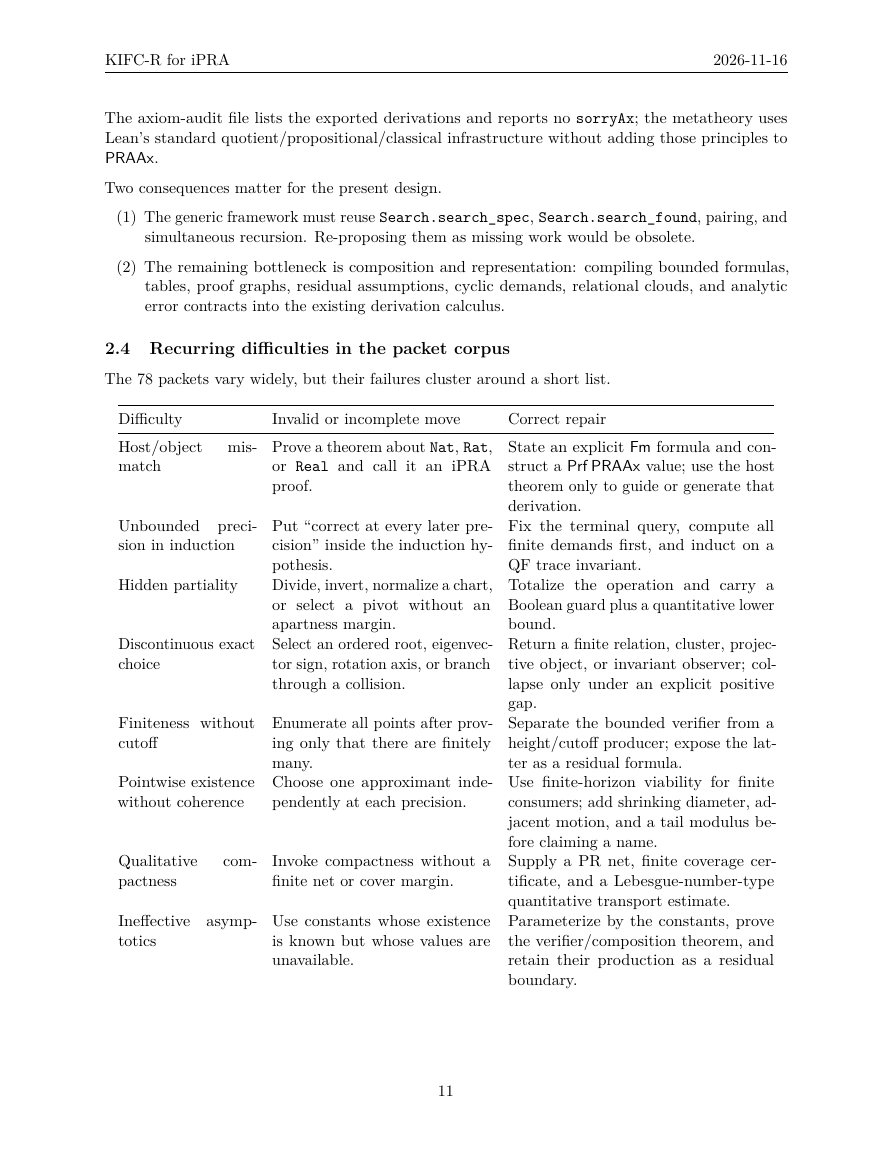 KIFC-R for iPRA 2026-11-16
The axiom-audit file lists the exported derivations and reports no sorryAx; the metatheory uses
Lean's standard quotient/propositional/classical infrastructure without adding those principles to
PRAAx.
Two consequences matter for the present design.
(1) The generic framework must reuse Search.search_spec, Search.search_found, pairing, and
simultaneous recursion. Re-proposing them as missing work would be obsolete.
(2) The remaining bottleneck is composition and representation: compiling bounded formulas,
tables, proof graphs, residual assumptions, cyclic demands, relational clouds, and analytic
error contracts into the existing derivation calculus.
2.4 Recurring difficulties in the packet corpus
The 78 packets vary widely, but their failures cluster around a short list.
Difficulty Invalid or incomplete move Correct repair
Host/object mis- Prove a theorem about Nat, Rat, State an explicit Fm formula and con-
match or Real and call it an iPRA struct a Prf PRAAx value; use the host
proof. theorem only to guide or generate that
derivation.
Unbounded preci- Put “correct at every later pre- Fix the terminal query, compute all
sion in induction cision” inside the induction hy- finite demands first, and induct on a
pothesis. QF trace invariant.
Hidden partiality Divide, invert, normalize a chart, Totalize the operation and carry a
or select a pivot without an Boolean guard plus a quantitative lower
apartness margin. bound.
Discontinuous exact Select an ordered root, eigenvec- Return a finite relation, cluster, projec-
choice tor sign, rotation axis, or branch tive object, or invariant observer; col-
through a collision. lapse only under an explicit positive
gap.
Finiteness without Enumerate all points after prov- Separate the bounded verifier from a
cutoff ing only that there are finitely height/cutoff producer; expose the lat-
many. ter as a residual formula.
Pointwise existence Choose one approximant inde- Use finite-horizon viability for finite
without coherence pendently at each precision. consumers; add shrinking diameter, ad-
jacent motion, and a tail modulus be-
fore claiming a name.
Qualitative com- Invoke compactness without a Supply a PR net, finite coverage cer-
pactness finite net or cover margin. tificate, and a Lebesgue-number-type
quantitative transport estimate.
Ineffective asymp- Use constants whose existence Parameterize by the constants, prove
totics is known but whose values are the verifier/composition theorem, and
unavailable. retain their production as a residual
boundary.
11